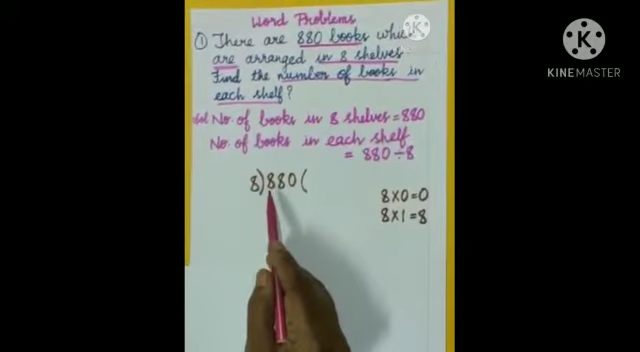 Word Problems
① There are 880 books
are arranged in 8 shelves.
Find the number of books in
each shelf?
Sol No. of books in 8 shelves = 880
No. of books in each shelf
= 880 ÷ 8
8)880(
8×0=0
8×1=8
KINEMASTER